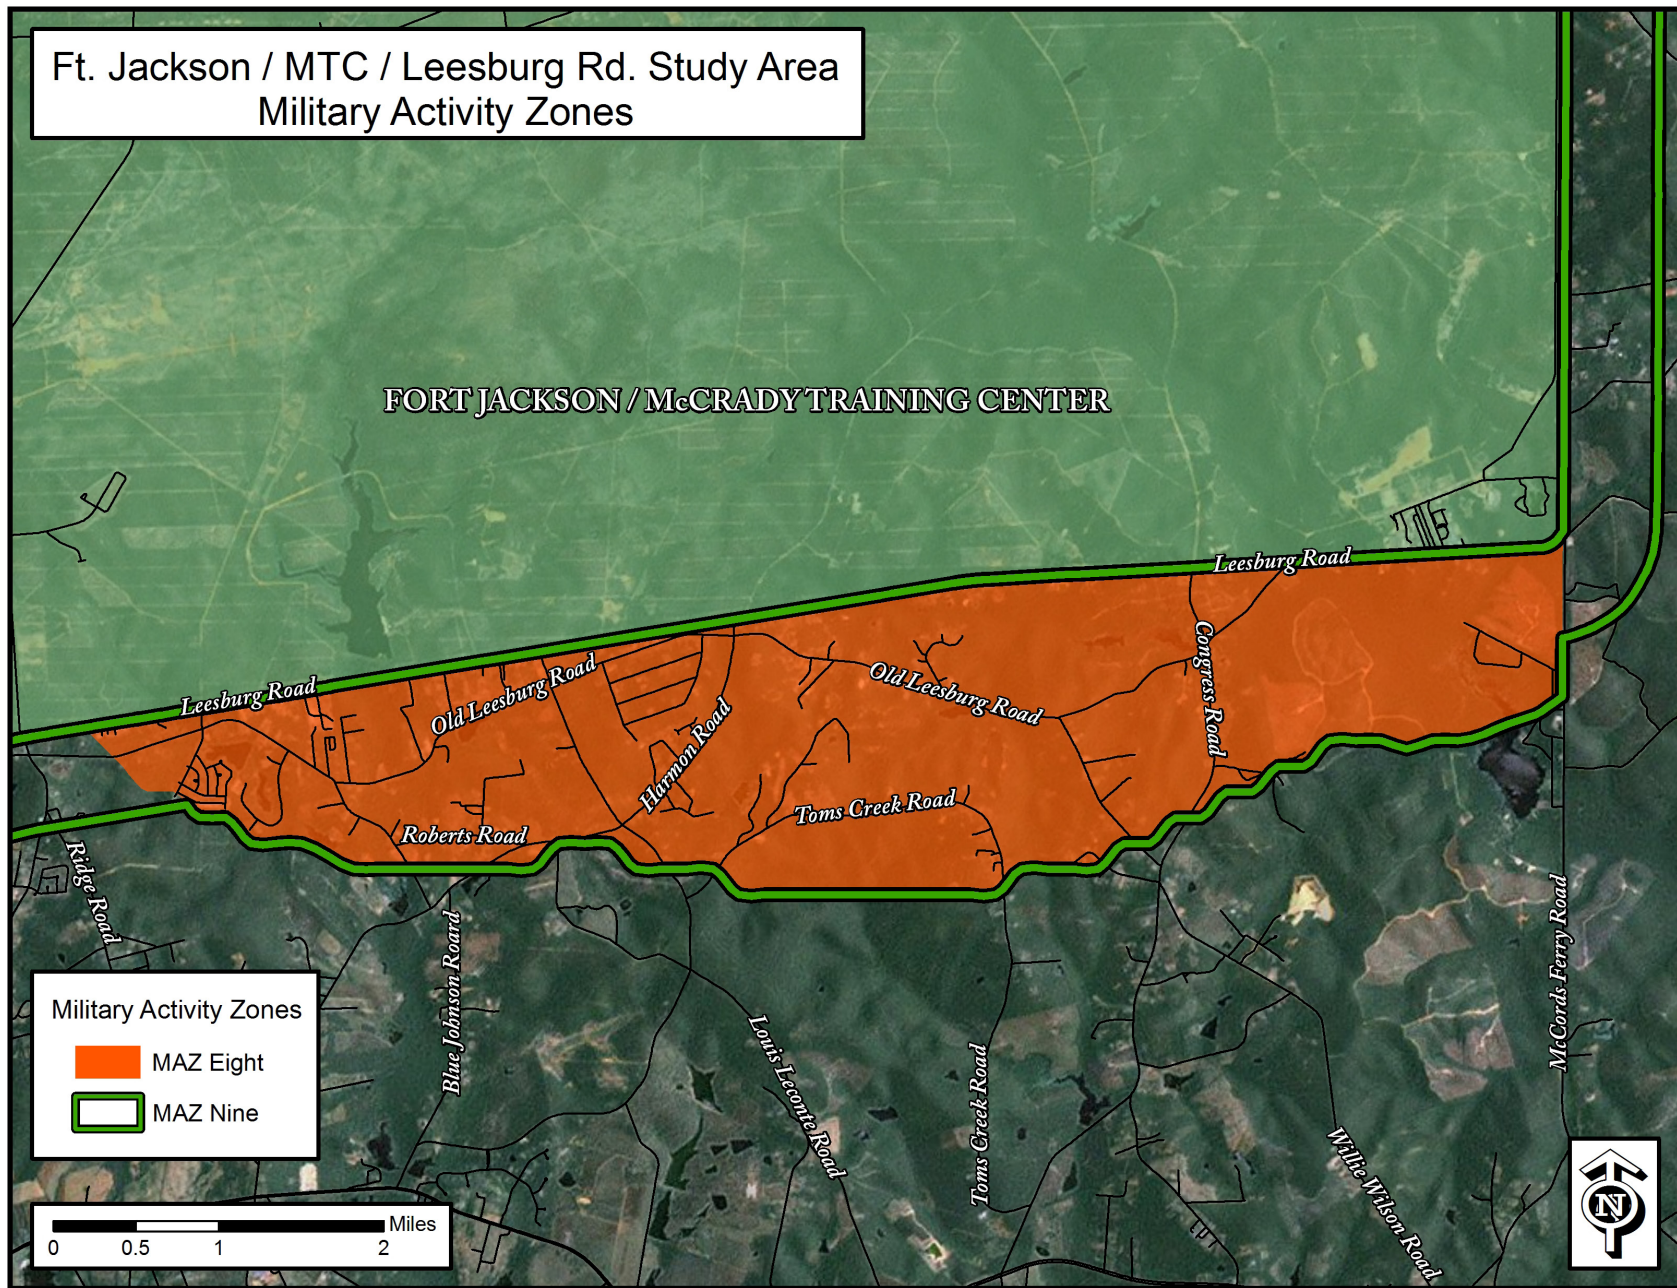 Ft. Jackson / MTC / Leesburg Rd. Study Area
Military Activity Zones
FORT JACKSON / McCRADY TRAINING CENTER
Leesburg Road
Leesburg Road
Old Leesburg Road
Old Leesburg Road
Congress Road
Harmon Road
Toms Creek Road
Roberts Road
Ridge Road
Blue Johnson Roard
Louis Leconte Road
Toms Creek Road
Willie Wilson Road
McCords Ferry Road
Military Activity Zones
MAZ Eight
MAZ Nine
Miles
0 0.5 1 2
N